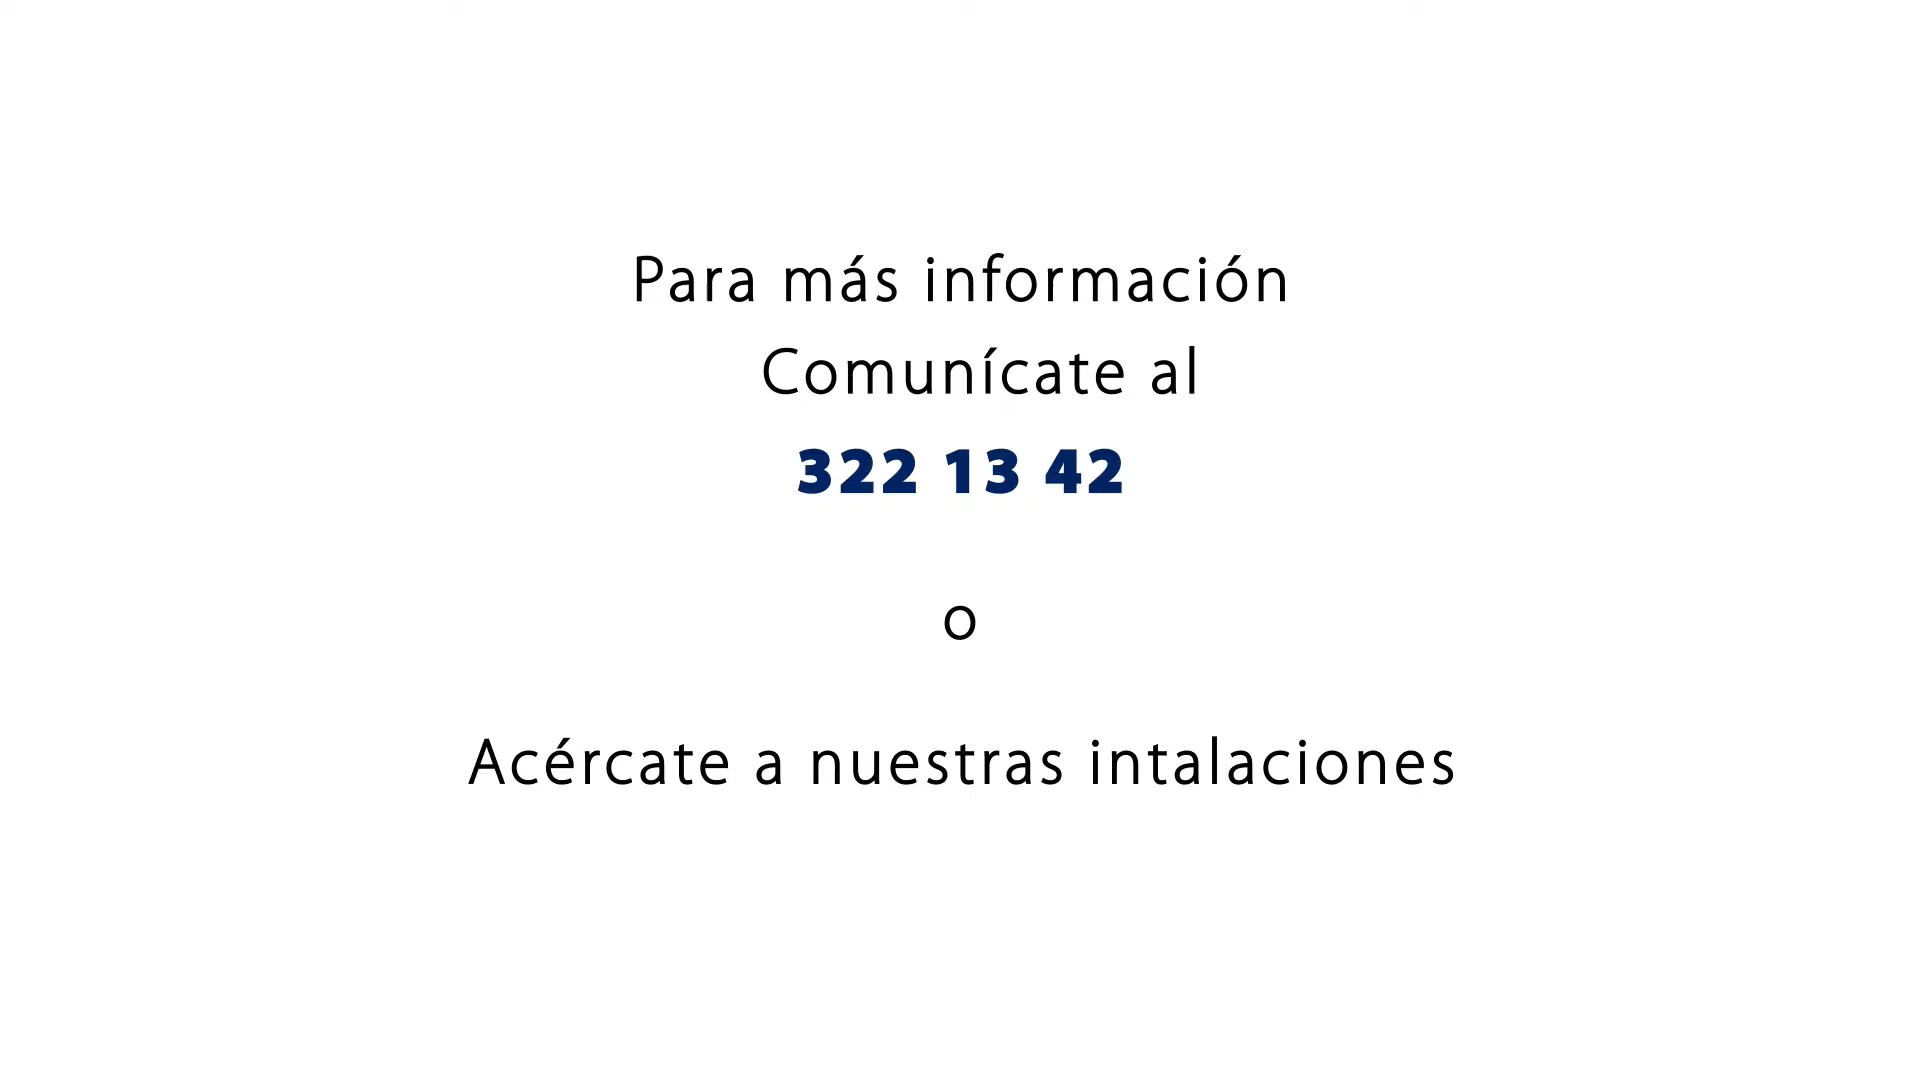 Para más información
Comunícate al
322 13 42
o
Acércate a nuestras intalaciones